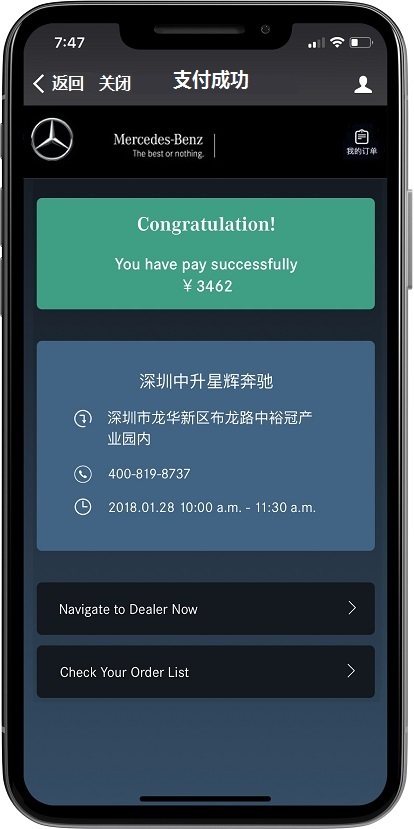 7:47
返回 关闭 支付成功
Mercedes-Benz
The best or nothing.
我的订单
Congratulation!
You have pay successfully
￥3462
深圳中升星辉奔驰
深圳市龙华新区布龙路中裕冠产
业园内
400-819-8737
2018.01.28 10:00 a.m. - 11:30 a.m.
Navigate to Dealer Now
Check Your Order List